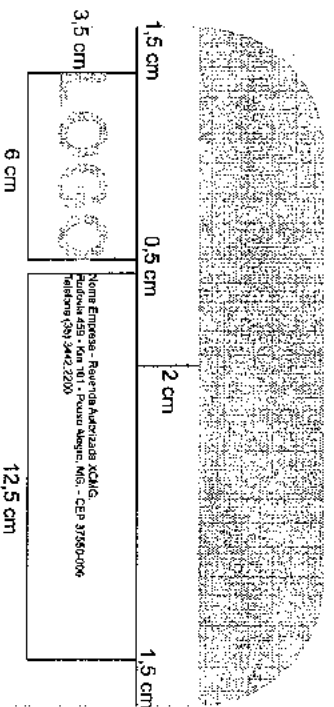 1,5 cm
3,5 cm
LOGO
6 cm
0,5 cm
2 cm
Nome Empresa - Revenda Autorizada XCMG
Rodovia 459 - Km 101 - Pouso Alegre, MG. - CEP 37550-000
Telefone (35) 3442.2200
12,5 cm
1,5 cm